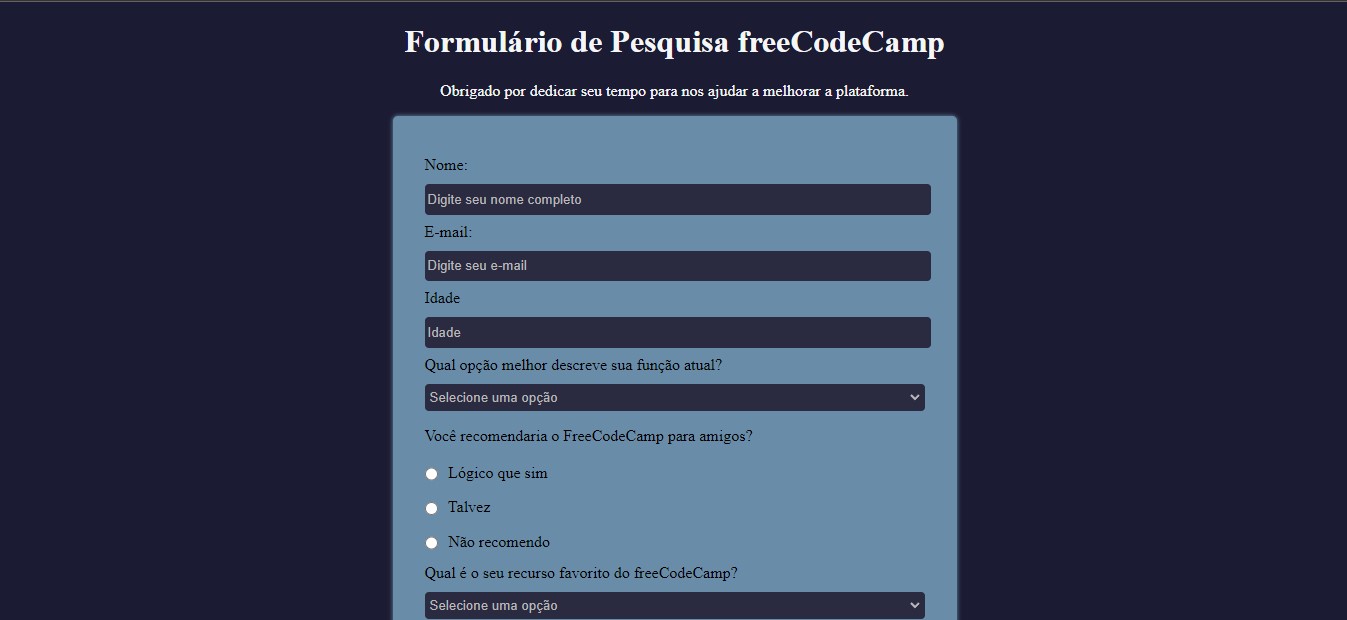 Formulário de Pesquisa freeCodeCamp
Obrigado por dedicar seu tempo para nos ajudar a melhorar a plataforma.
Nome:
Digite seu nome completo
E-mail:
Digite seu e-mail
Idade
Idade
Qual opção melhor descreve sua função atual?
Selecione uma opção
Você recomendaria o FreeCodeCamp para amigos?
Lógico que sim
Talvez
Não recomendo
Qual é o seu recurso favorito do freeCodeCamp?
Selecione uma opção